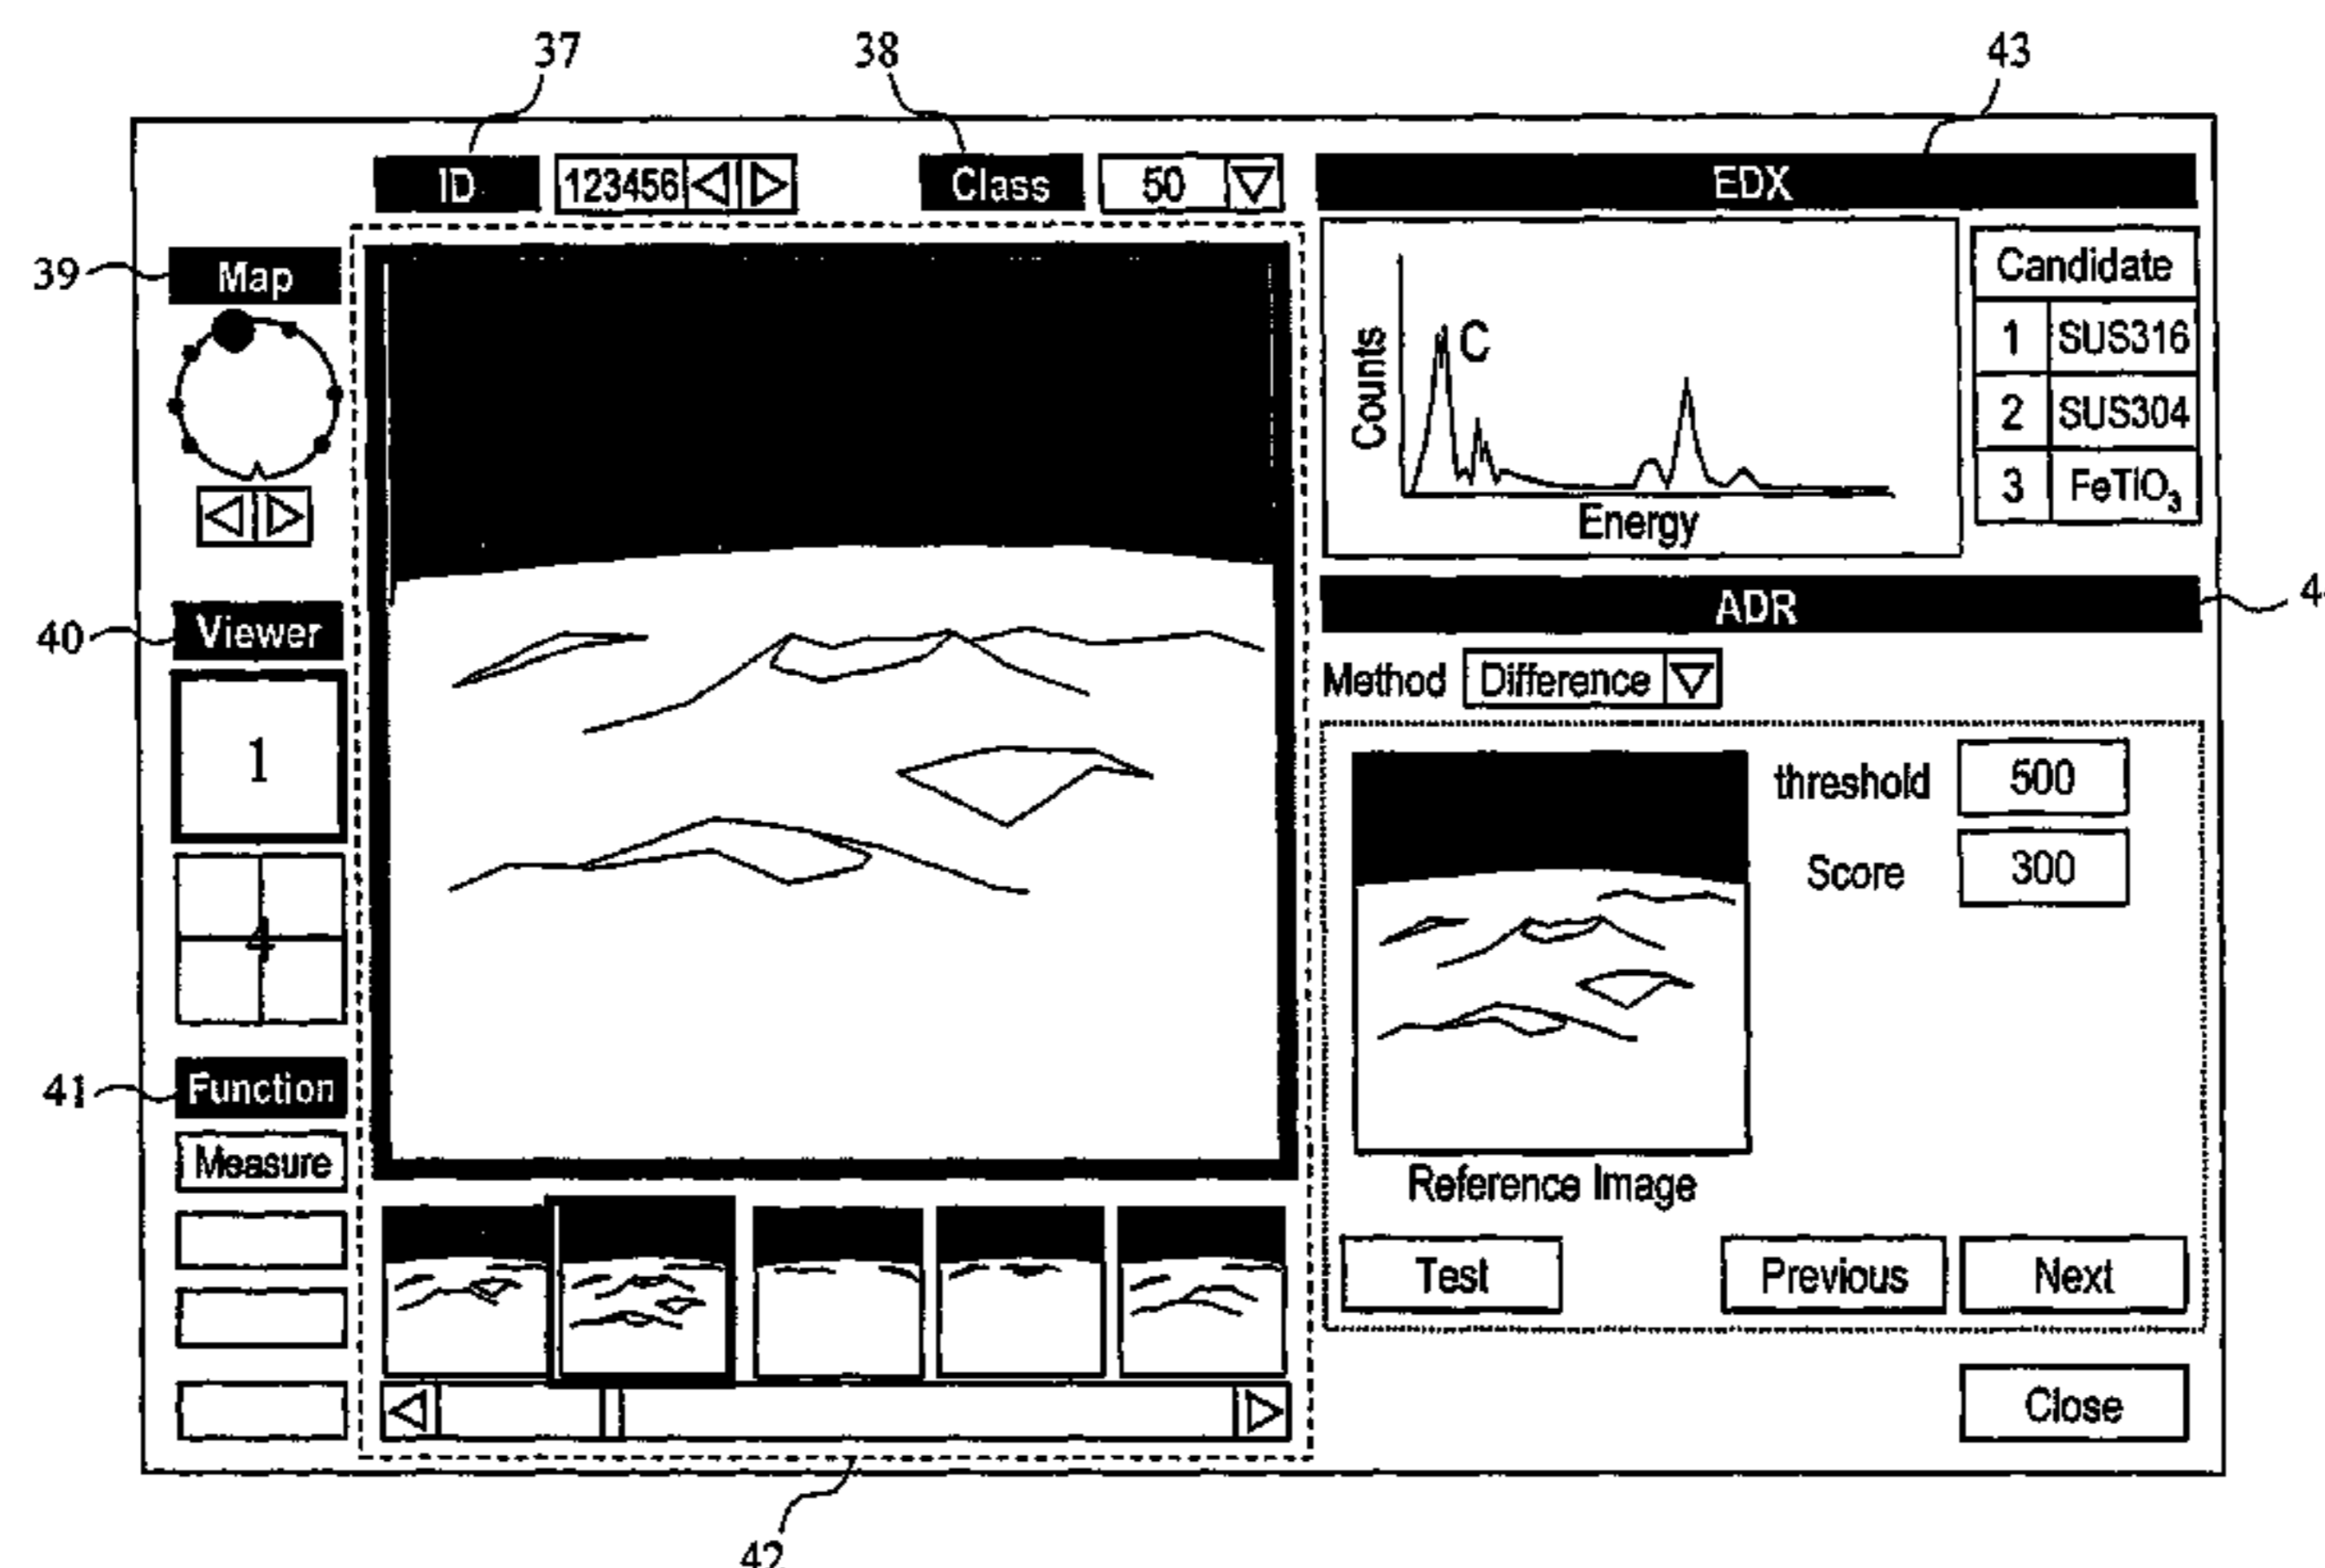 37 38 43
ID 123456 Class 50 EDX
39 Map
Candidate
1 SUS316
2 SUS304
3 FeTiO3
Counts
C
Energy
ADR
40 Viewer
Method Difference
1
threshold 500
Score 300
4
41 Function
Measure
Reference Image
Test Previous Next
Close
42